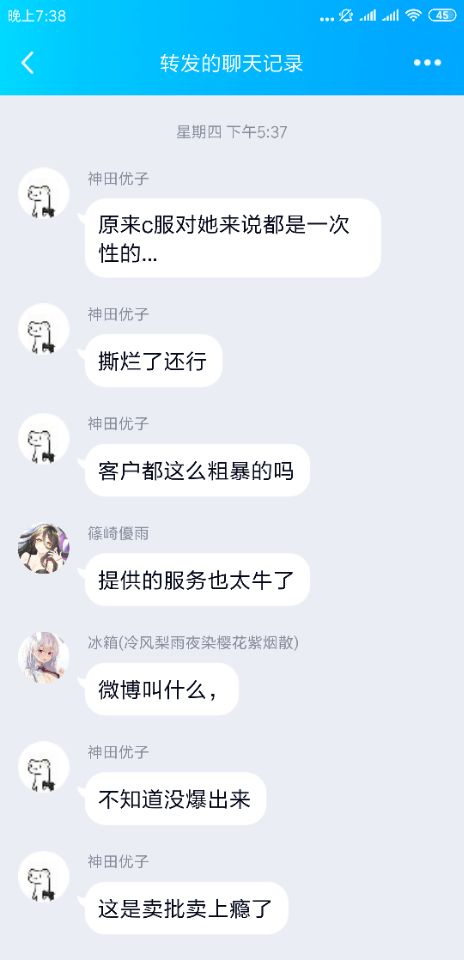 晚上7:38
45
转发的聊天记录
星期四 下午5:37
神田优子
原来c服对她来说都是一次
性的...
神田优子
撕烂了还行
神田优子
客户都这么粗暴的吗
篠崎優雨
提供的服务也太牛了
冰箱(冷风梨雨夜染樱花紫烟散)
微博叫什么，
神田优子
不知道没爆出来
神田优子
这是卖批卖上瘾了